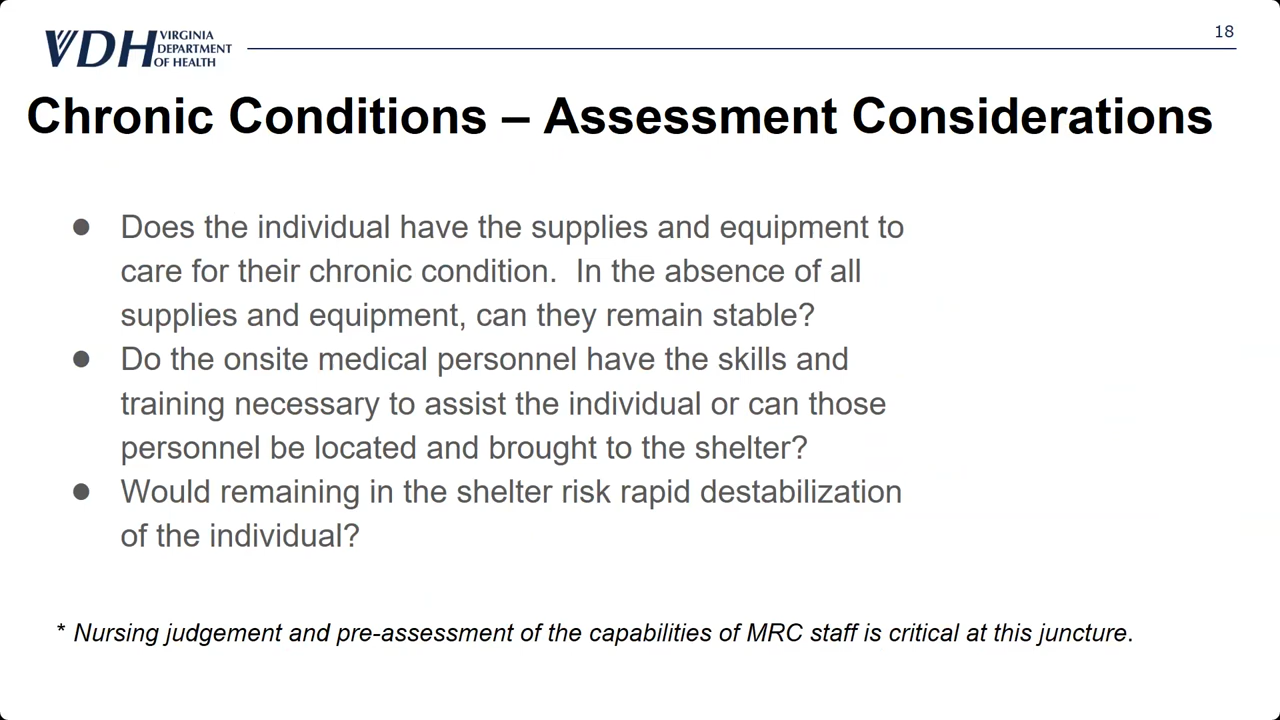 VDH VIRGINIA
DEPARTMENT
OF HEALTH
18
Chronic Conditions – Assessment Considerations
● Does the individual have the supplies and equipment to
care for their chronic condition.  In the absence of all
supplies and equipment, can they remain stable?
● Do the onsite medical personnel have the skills and
training necessary to assist the individual or can those
personnel be located and brought to the shelter?
● Would remaining in the shelter risk rapid destabilization
of the individual?
* Nursing judgement and pre-assessment of the capabilities of MRC staff is critical at this juncture.